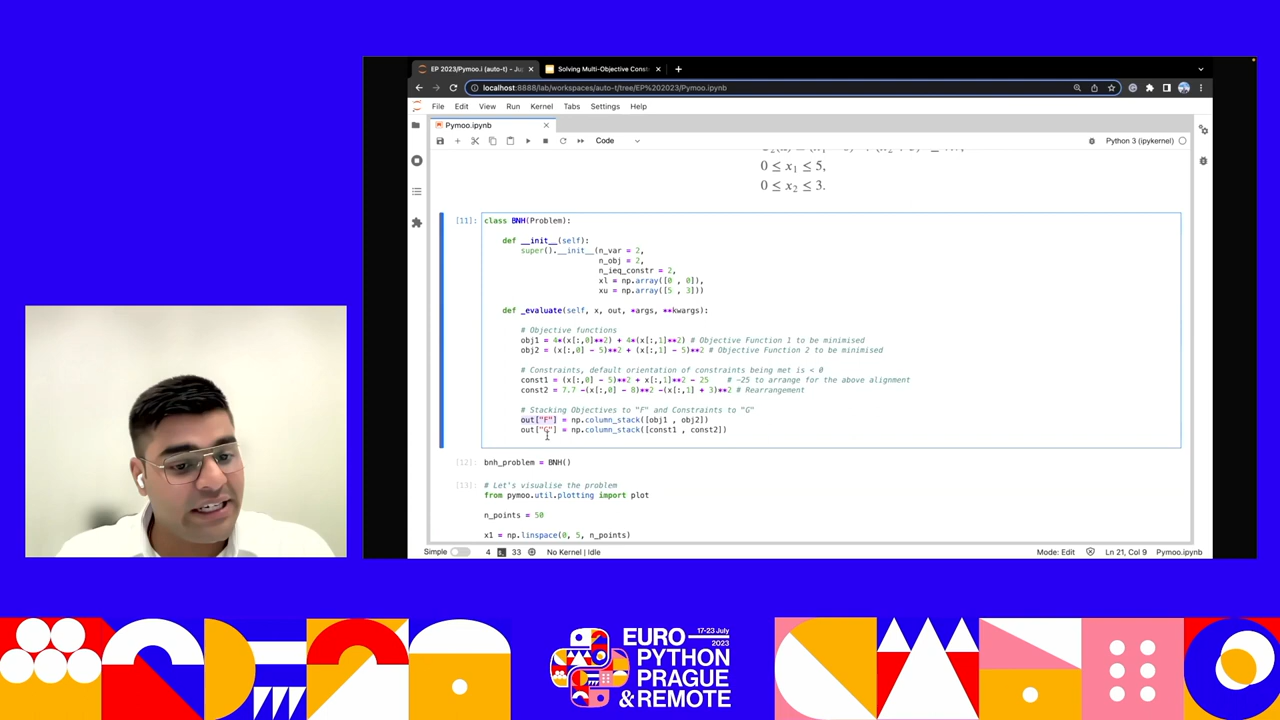 EP 2023/Pymoo.i (auto-t) – Ju
Solving Multi-Objective Const
localhost:8888/lab/workspaces/auto-t/tree/EP%202023/Pymoo.ipynb
File Edit View Run Kernel Tabs Settings Help
Pymoo.ipynb
Code
Python 3 (ipykernel)
0 ≤ x₁ ≤ 5,
0 ≤ x₂ ≤ 3.
[11]: class BNH(Problem):
def __init__(self):
super().__init__(n_var = 2,
n_obj = 2,
n_ieq_constr = 2,
xl = np.array([0 , 0]),
xu = np.array([5 , 3]))
def _evaluate(self, x, out, *args, **kwargs):
# Objective functions
obj1 = 4*(x[:,0]**2) + 4*(x[:,1]**2) # Objective Function 1 to be minimised
obj2 = (x[:,0] - 5)**2 + (x[:,1] - 5)**2 # Objective Function 2 to be minimised
# Constraints, default orientation of constraints being met is < 0
const1 = (x[:,0] - 5)**2 + x[:,1]**2 - 25 # -25 to arrange for the above alignment
const2 = 7.7 -(x[:,0] - 8)**2 -(x[:,1] + 3)**2 # Rearrangement
# Stacking Objectives to "F" and Constraints to "G"
out["F"] = np.column_stack([obj1 , obj2])
out["G"] = np.column_stack([const1 , const2])
[12]: bnh_problem = BNH()
[13]: # Let's visualise the problem
from pymoo.util.plotting import plot
n_points = 50
x1 = np.linspace(0, 5, n_points)
Simple 4 33 No Kernel | Idle Mode: Edit Ln 21, Col 9 Pymoo.ipynb
EURO 17-23 July 2023
PYTHON
PRAGUE
& REMOTE